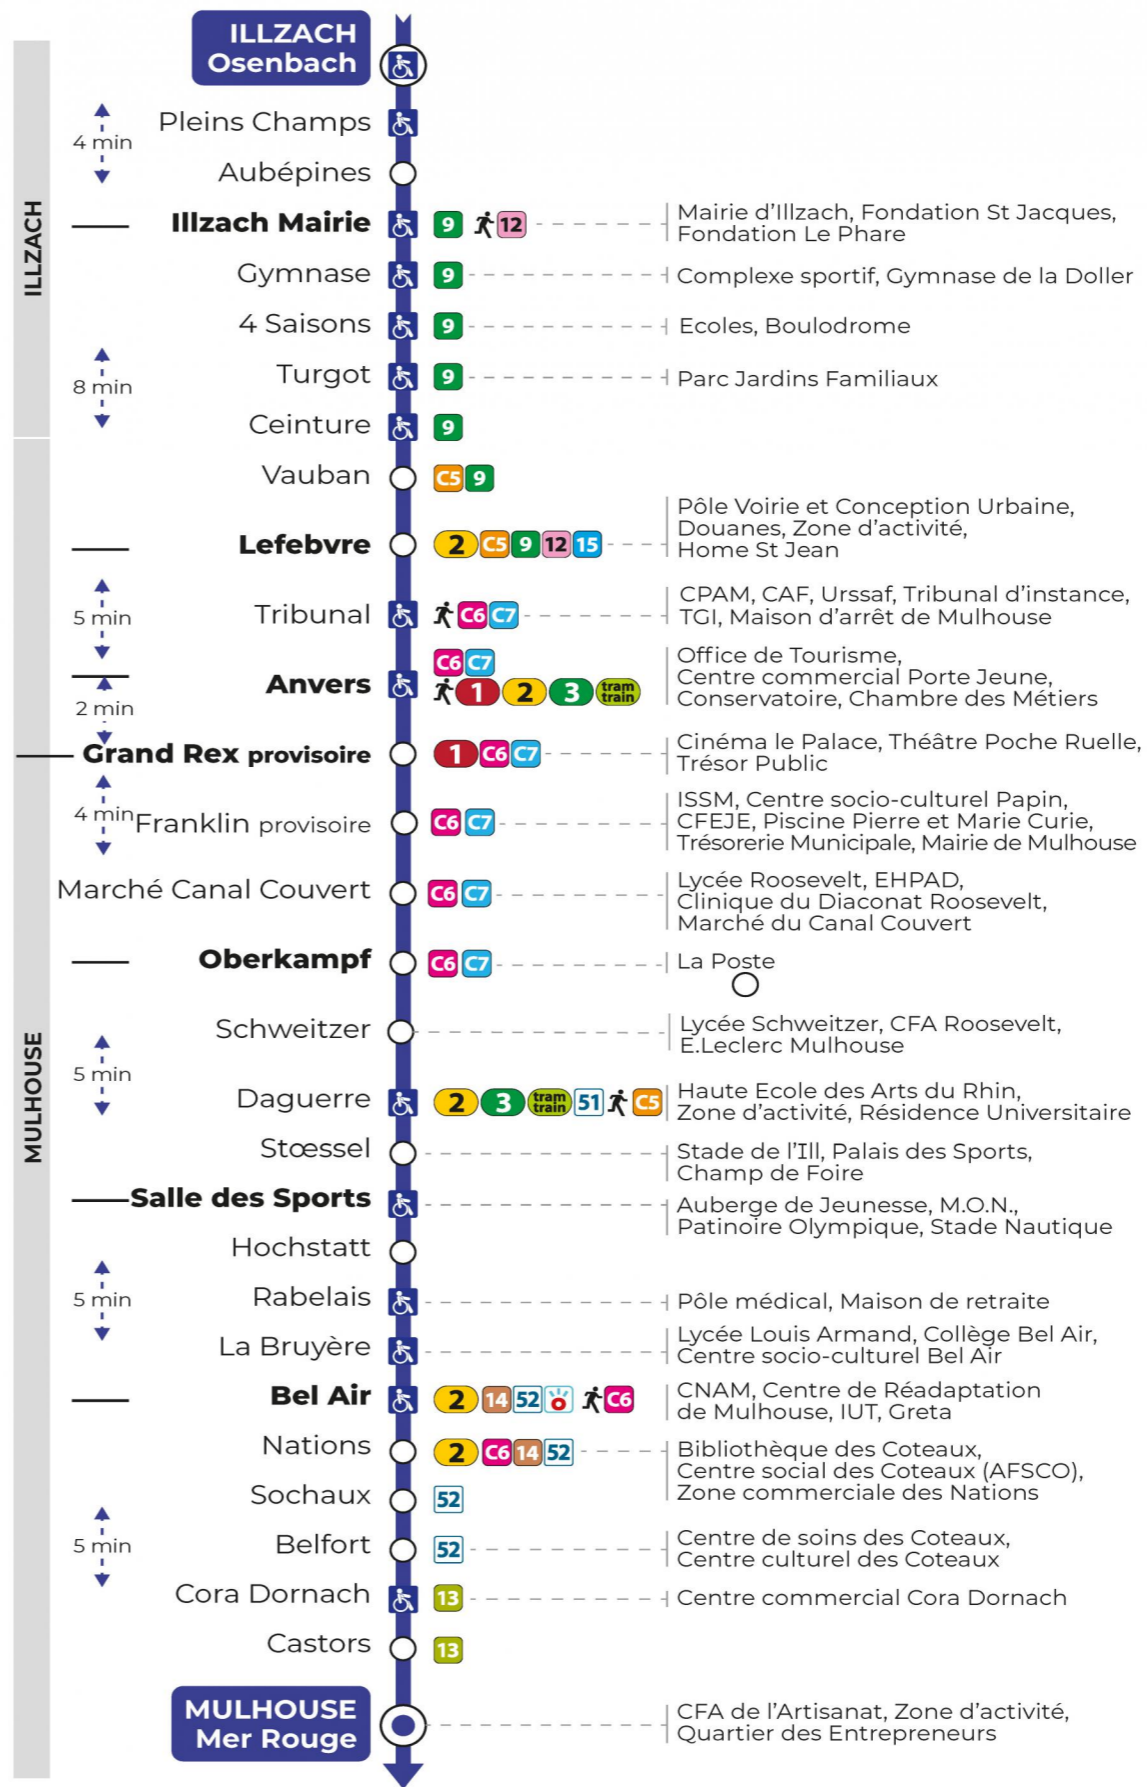 ILLZACH
Osenbach
Pleins Champs
4 min
Aubépines
ILLZACH
Illzach Mairie 9 12
Mairie d'Illzach, Fondation St Jacques,
Fondation Le Phare
Gymnase 9
Complexe sportif, Gymnase de la Doller
4 Saisons 9
Ecoles, Boulodrome
Turgot 9
Parc Jardins Familiaux
8 min
Ceinture 9
Vauban C5 9
Lefebvre 2 C5 9 12 15
Pôle Voirie et Conception Urbaine,
Douanes, Zone d'activité,
Home St Jean
5 min
Tribunal C6 C7
CPAM, CAF, Urssaf, Tribunal d'instance,
TGI, Maison d'arrêt de Mulhouse
Anvers
C6 C7
1 2 3 tram train
Office de Tourisme,
Centre commercial Porte Jeune,
Conservatoire, Chambre des Métiers
2 min
Grand Rex provisoire 1 C6 C7
Cinéma le Palace, Théâtre Poche Ruelle,
Trésor Public
4 min
Franklin provisoire C6 C7
ISSM, Centre socio-culturel Papin,
CFEJE, Piscine Pierre et Marie Curie,
Trésorerie Municipale, Mairie de Mulhouse
Marché Canal Couvert C6 C7
Lycée Roosevelt, EHPAD,
Clinique du Diaconat Roosevelt,
Marché du Canal Couvert
Oberkampf C6 C7
La Poste
MULHOUSE
Schweitzer
Lycée Schweitzer, CFA Roosevelt,
E.Leclerc Mulhouse
5 min
Daguerre 2 3 tram train 51 C5
Haute Ecole des Arts du Rhin,
Zone d'activité, Résidence Universitaire
Stœssel
Stade de l'Ill, Palais des Sports,
Champ de Foire
Salle des Sports
Auberge de Jeunesse, M.O.N.,
Patinoire Olympique, Stade Nautique
Hochstatt
5 min
Rabelais
Pôle médical, Maison de retraite
La Bruyère
Lycée Louis Armand, Collège Bel Air,
Centre socio-culturel Bel Air
Bel Air 2 14 52 C6
CNAM, Centre de Réadaptation
de Mulhouse, IUT, Greta
Nations 2 C6 14 52
Bibliothèque des Coteaux,
Centre social des Coteaux (AFSCO),
Zone commerciale des Nations
Sochaux 52
5 min
Belfort 52
Centre de soins des Coteaux,
Centre culturel des Coteaux
Cora Dornach 13
Centre commercial Cora Dornach
Castors 13
MULHOUSE
Mer Rouge
CFA de l'Artisanat, Zone d'activité,
Quartier des Entrepreneurs